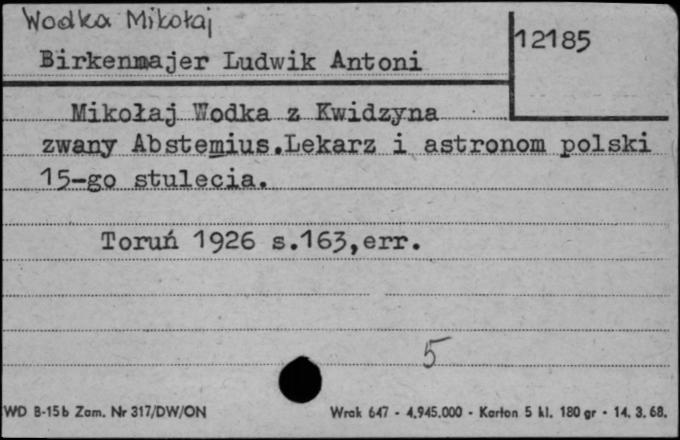 Wodka Mikołaj
Birkenmajer Ludwik Antoni
12185
Mikołaj Wodka z Kwidzyna
zwany Abstemius.Lekarz i astronom polski
15-go stulecia.
Toruń 1926 s.163,err.
5
WD B-15b Zam. Nr 317/DW/ON
Wrak 647 - 4.945.000 - Karton 5 kl. 180 gr - 14. 3. 68.